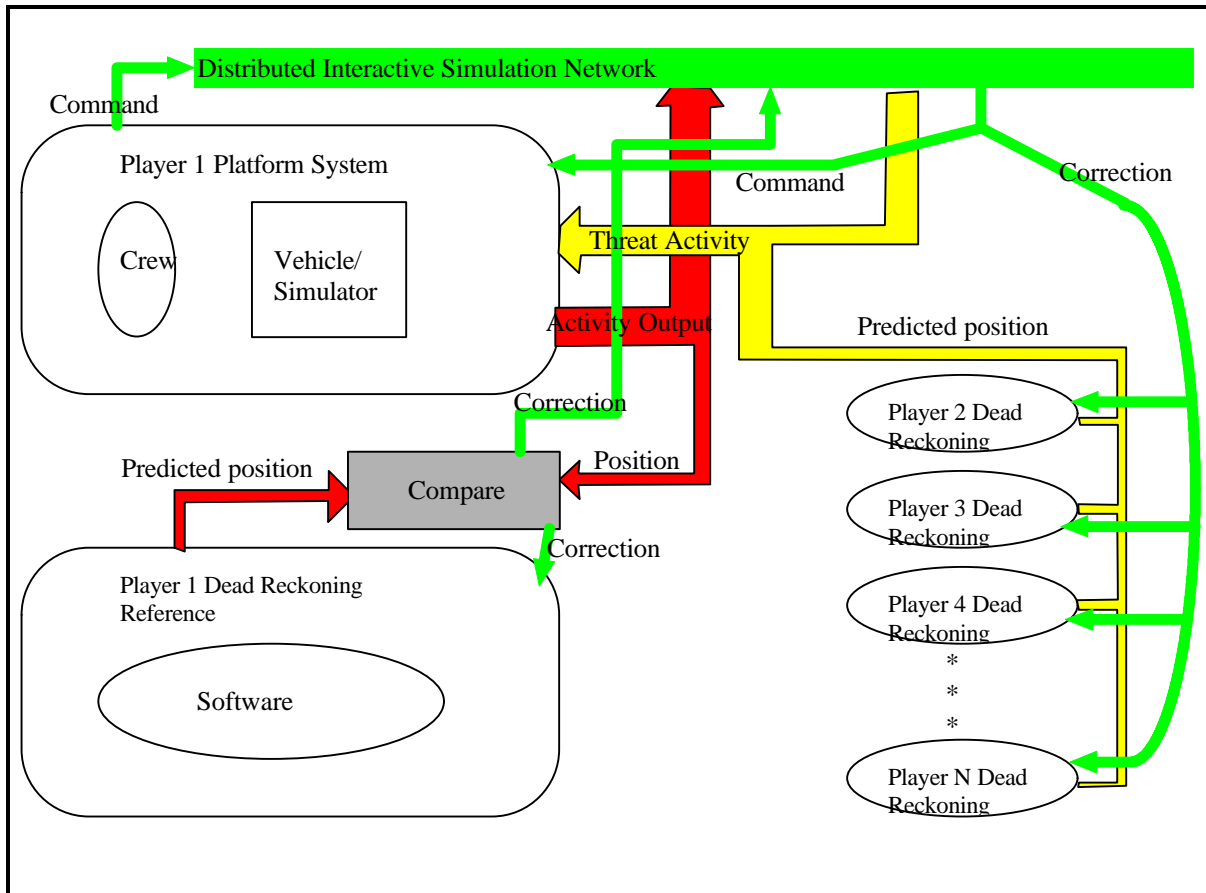 Distributed Interactive Simulation Network
Command
Player 1 Platform System
Command
Correction
Crew
Vehicle/
Simulator
Threat Activity
Activity Output
Predicted position
Correction
Player 2 Dead
Reckoning
Predicted position
Position
Compare
Player 3 Dead
Reckoning
Correction
Player 1 Dead Reckoning
Reference
Player 4 Dead
Reckoning
*
*
*
Software
Player N Dead
Reckoning